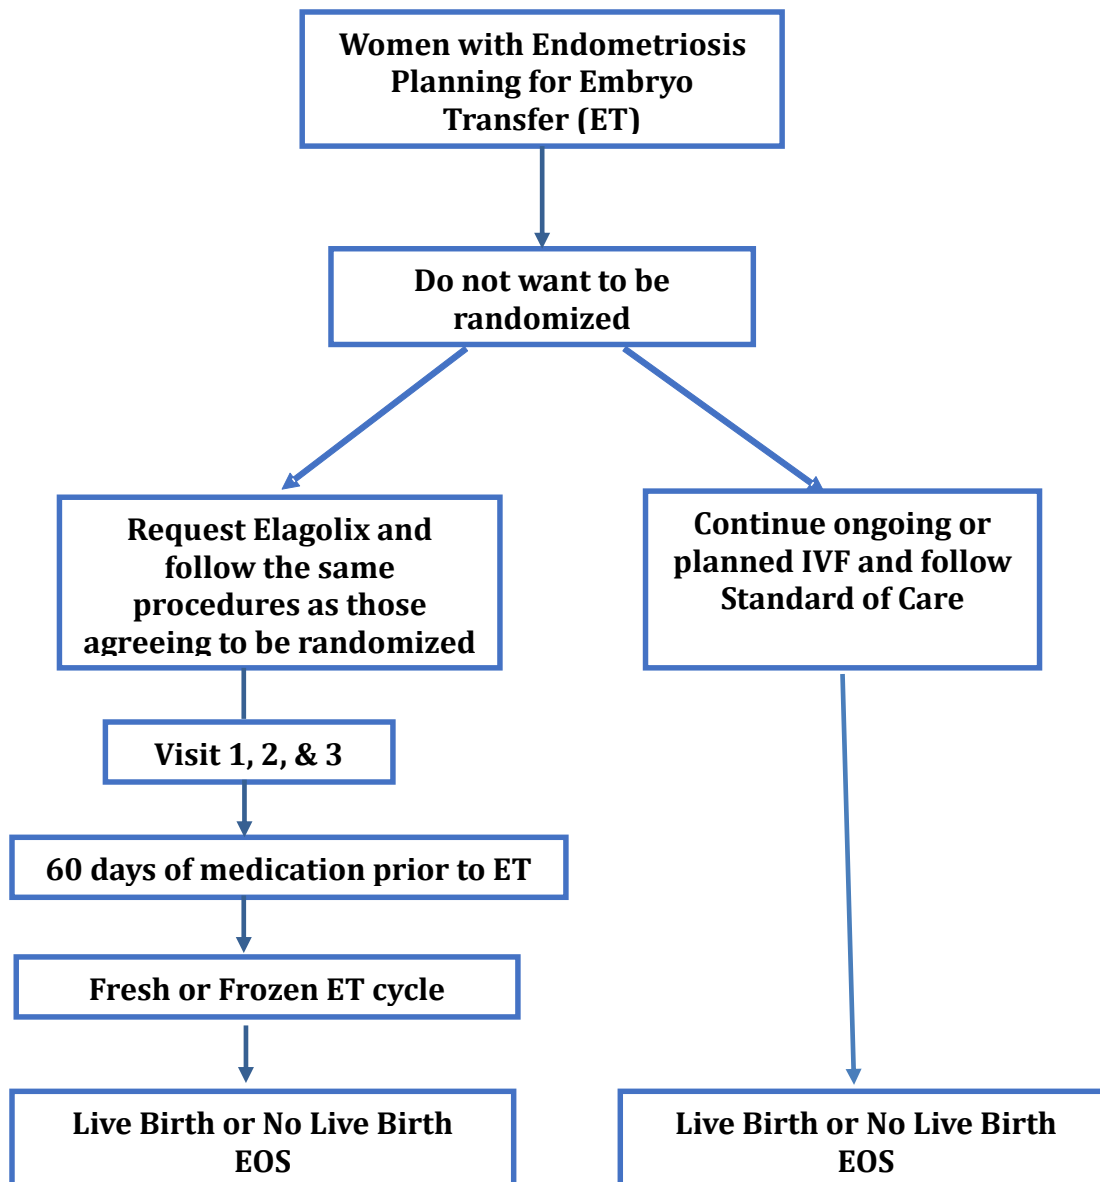 Women with Endometriosis
Planning for Embryo
Transfer (ET)
Do not want to be
randomized
Request Elagolix and
follow the same
procedures as those
agreeing to be randomized
Continue ongoing or
planned IVF and follow
Standard of Care
Visit 1, 2, & 3
60 days of medication prior to ET
Fresh or Frozen ET cycle
Live Birth or No Live Birth
EOS
Live Birth or No Live Birth
EOS